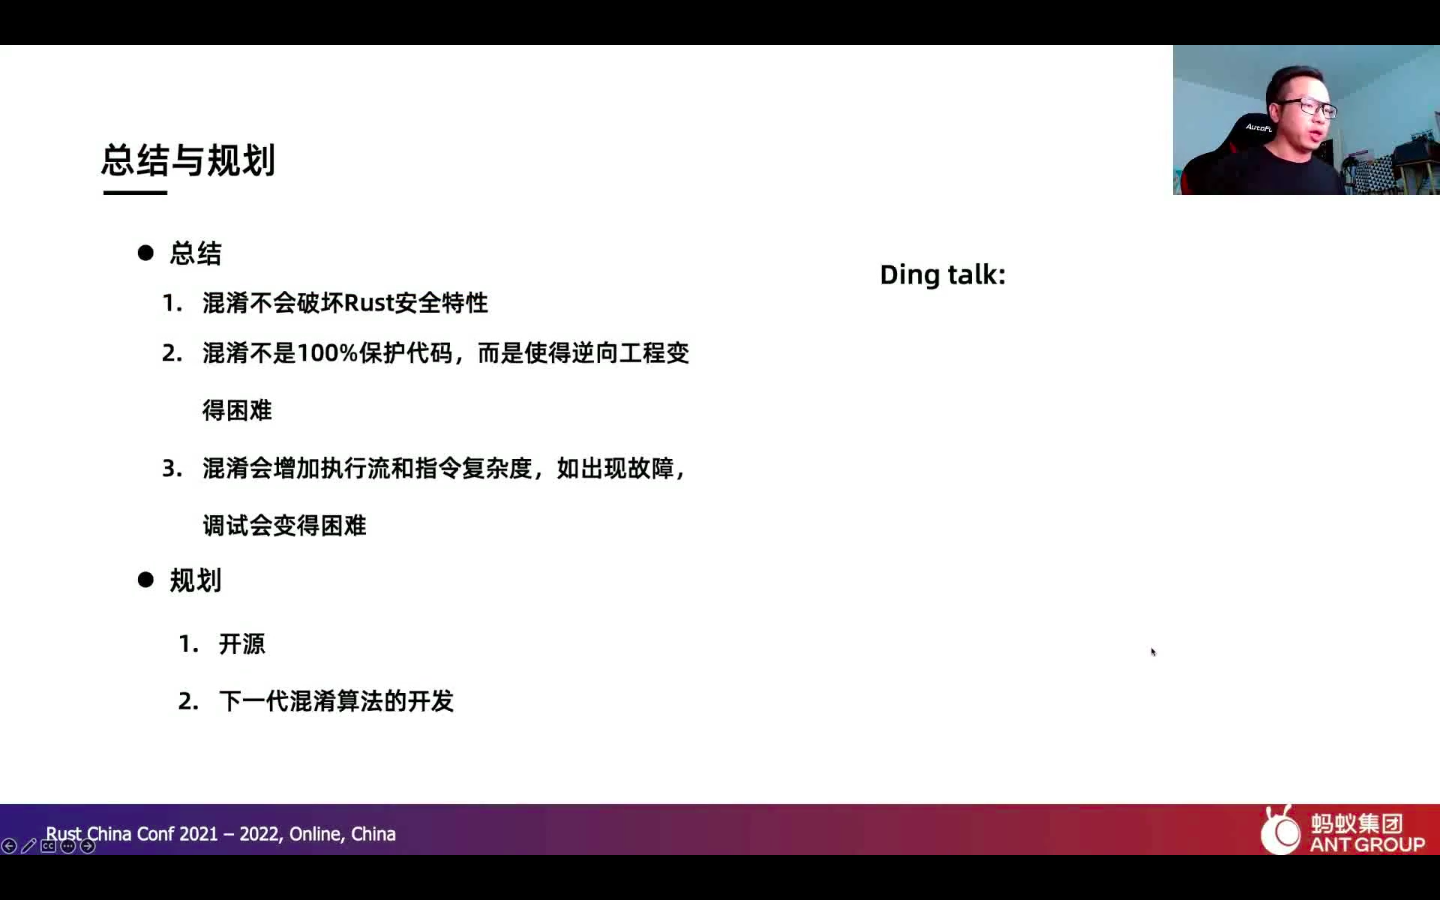 总结与规划
● 总结
1. 混淆不会破坏Rust安全特性
2. 混淆不是100%保护代码，而是使得逆向工程变
得困难
3. 混淆会增加执行流和指令复杂度，如出现故障，
调试会变得困难
● 规划
1. 开源
2. 下一代混淆算法的开发
Ding talk:
Rust China Conf 2021 – 2022, Online, China
蚂蚁集团
ANT GROUP